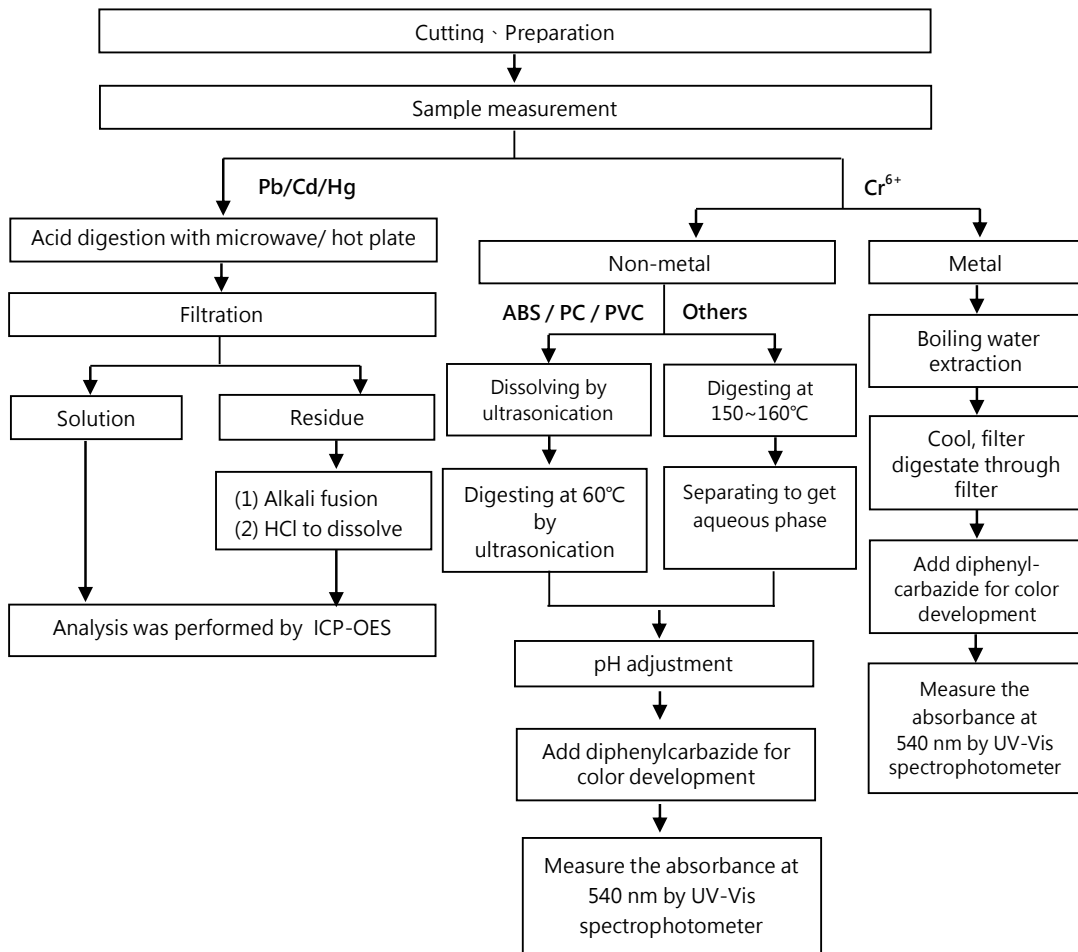 Cutting、Preparation
Sample measurement
Pb/Cd/Hg
Cr⁶⁺
Acid digestion with microwave/ hot plate
Filtration
Solution
Residue
(1) Alkali fusion
(2) HCl to dissolve
Analysis was performed by ICP-OES
Non-metal
ABS / PC / PVC
Others
Dissolving by
ultrasonication
Digesting at
150~160℃
Digesting at 60℃
by
ultrasonication
Separating to get
aqueous phase
pH adjustment
Add diphenylcarbazide for
color development
Measure the absorbance at
540 nm by UV-Vis
spectrophotometer
Metal
Boiling water
extraction
Cool, filter
digestate through
filter
Add diphenyl-
carbazide for color
development
Measure the
absorbance at
540 nm by UV-Vis
spectrophotometer